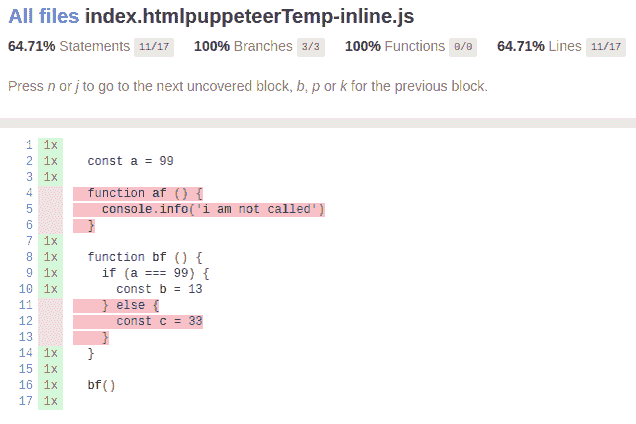 All files index.htmlpuppeteerTemp-inline.js
64.71% Statements 11/17 100% Branches 3/3 100% Functions 0/0 64.71% Lines 11/17
Press n or j to go to the next uncovered block, b, p or k for the previous block.
1 1x
2 1x const a = 99
3 1x
4 function af () {
5 console.info('i am not called')
6 }
7 1x
8 1x function bf () {
9 1x if (a === 99) {
10 1x const b = 13
11 } else {
12 const c = 33
13 }
14 1x }
15 1x
16 1x bf()
17 1x